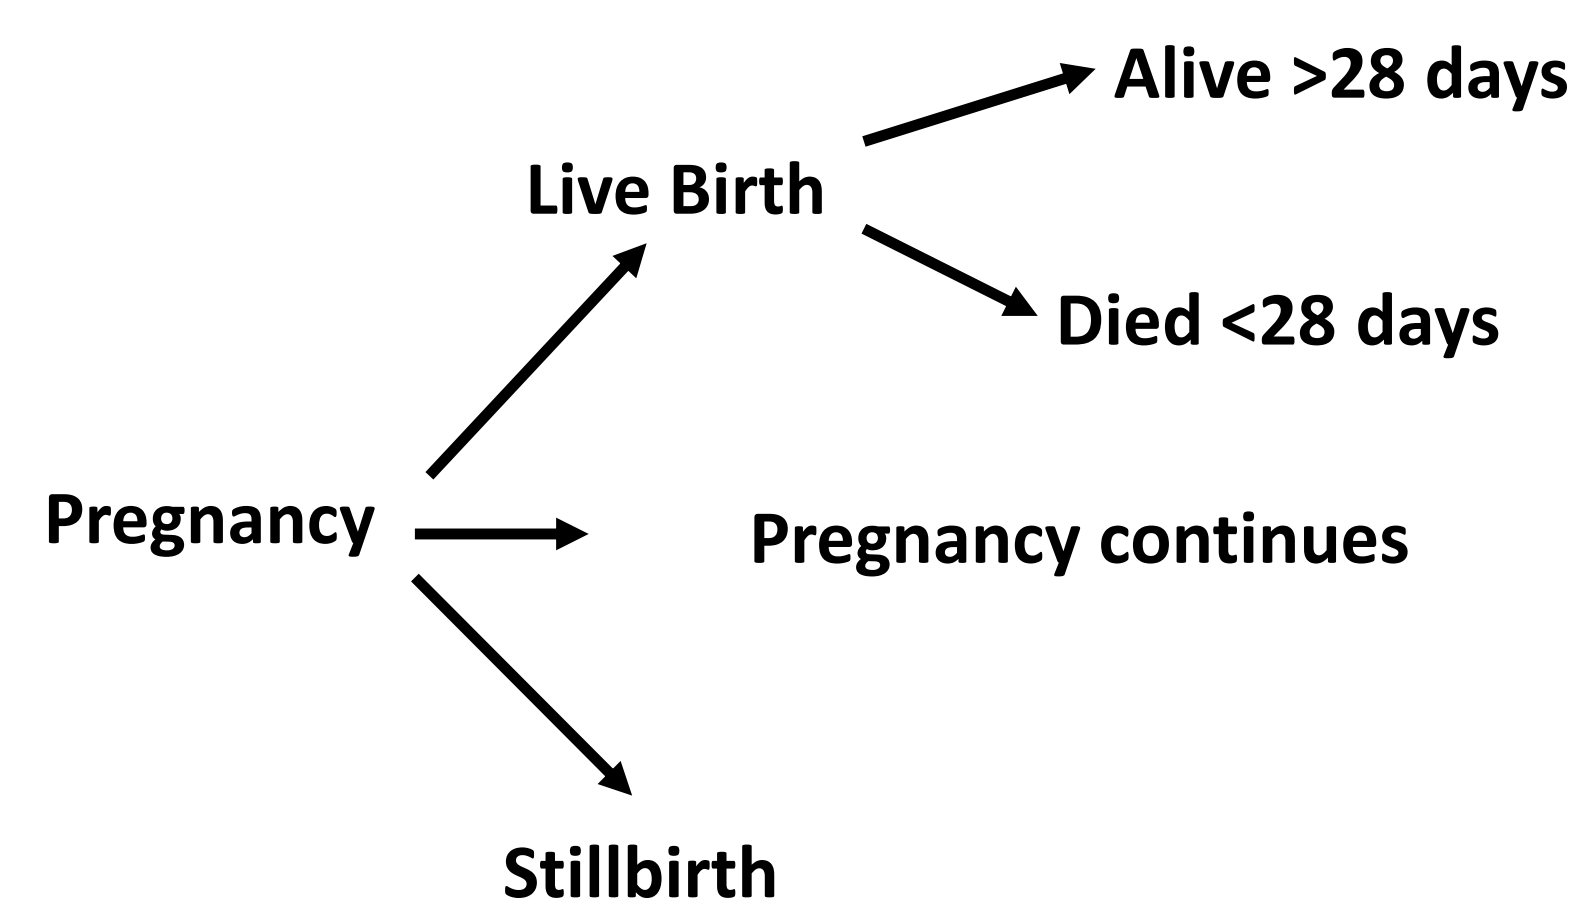 Alive >28 days
Live Birth
Died <28 days
Pregnancy
Pregnancy continues
Stillbirth